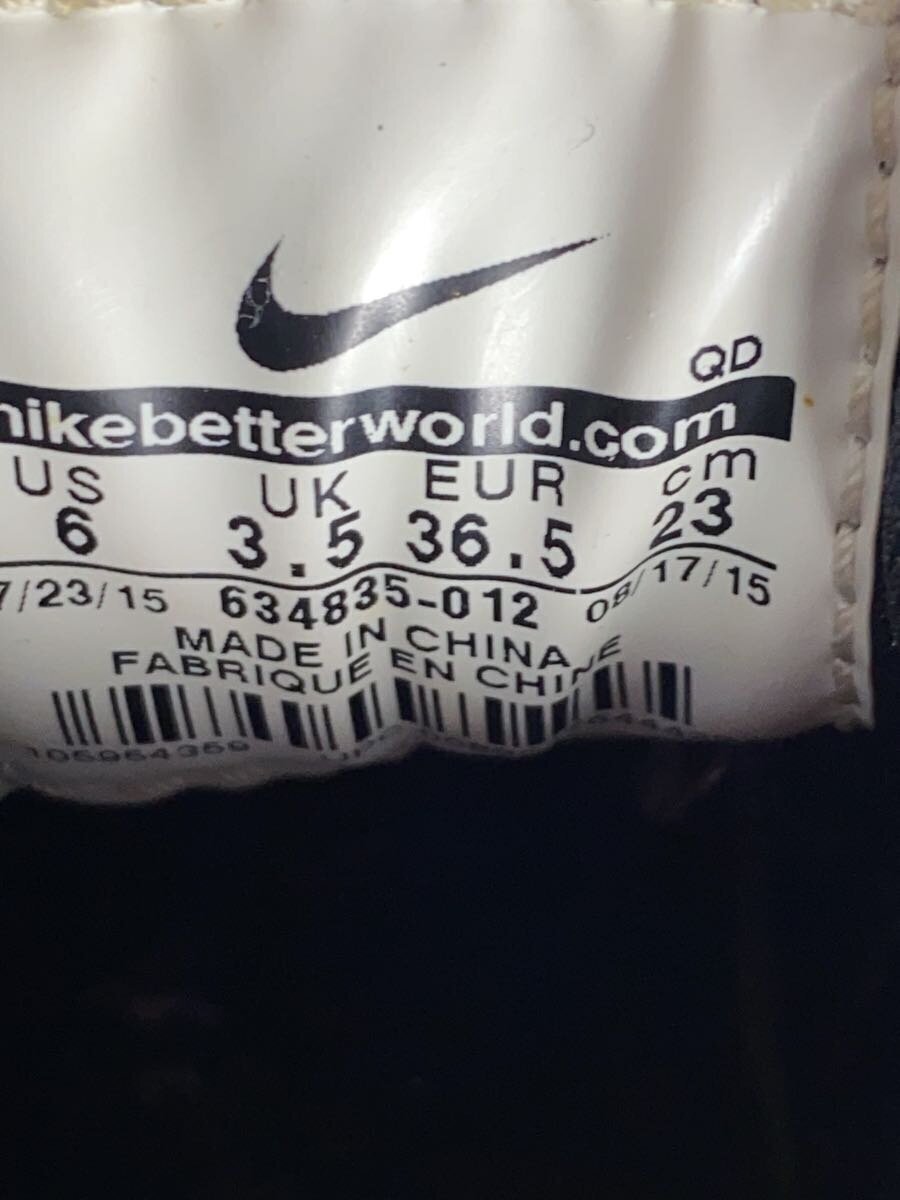 QD
nikebetterworld.com
US UK EUR cm
6 3.5 36.5 23
7/23/15 634835-012 08/17/15
MADE IN CHINA
FABRIQUE EN CHINE
105964359